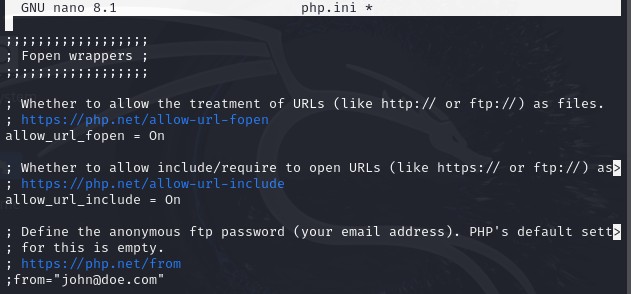 GNU nano 8.1 php.ini *
;;;;;;;;;;;;;;;;;;
; Fopen wrappers ;
;;;;;;;;;;;;;;;;;;
; Whether to allow the treatment of URLs (like http:// or ftp://) as files.
; https://php.net/allow-url-fopen
allow_url_fopen = On
; Whether to allow include/require to open URLs (like https:// or ftp://) as>
; https://php.net/allow-url-include
allow_url_include = On
; Define the anonymous ftp password (your email address). PHP's default sett>
; for this is empty.
; https://php.net/from
;from="john@doe.com"